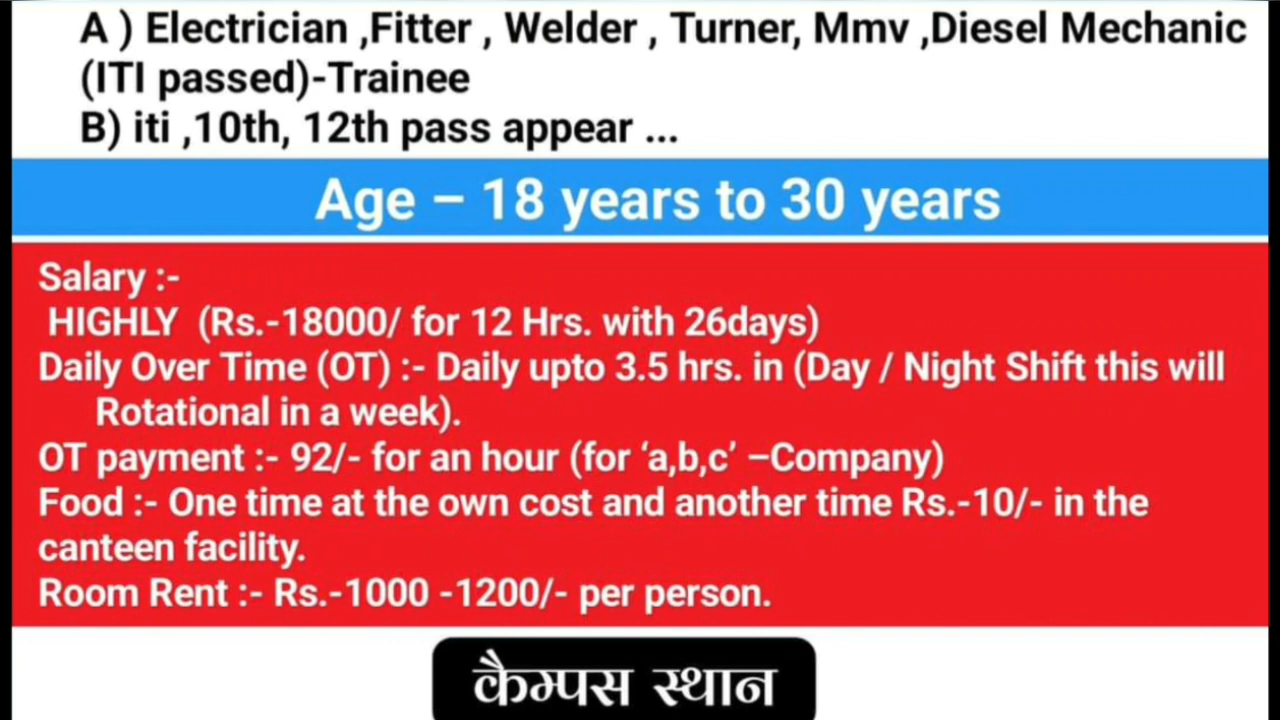 A ) Electrician ,Fitter , Welder , Turner, Mmv ,Diesel Mechanic
(ITI passed)-Trainee
B) iti ,10th, 12th pass appear ...
Age – 18 years to 30 years
Salary :-
HIGHLY (Rs.-18000/ for 12 Hrs. with 26days)
Daily Over Time (OT) :- Daily upto 3.5 hrs. in (Day / Night Shift this will
Rotational in a week).
OT payment :- 92/- for an hour (for ‘a,b,c’ –Company)
Food :- One time at the own cost and another time Rs.-10/- in the
canteen facility.
Room Rent :- Rs.-1000 -1200/- per person.
कैम्पस स्थान